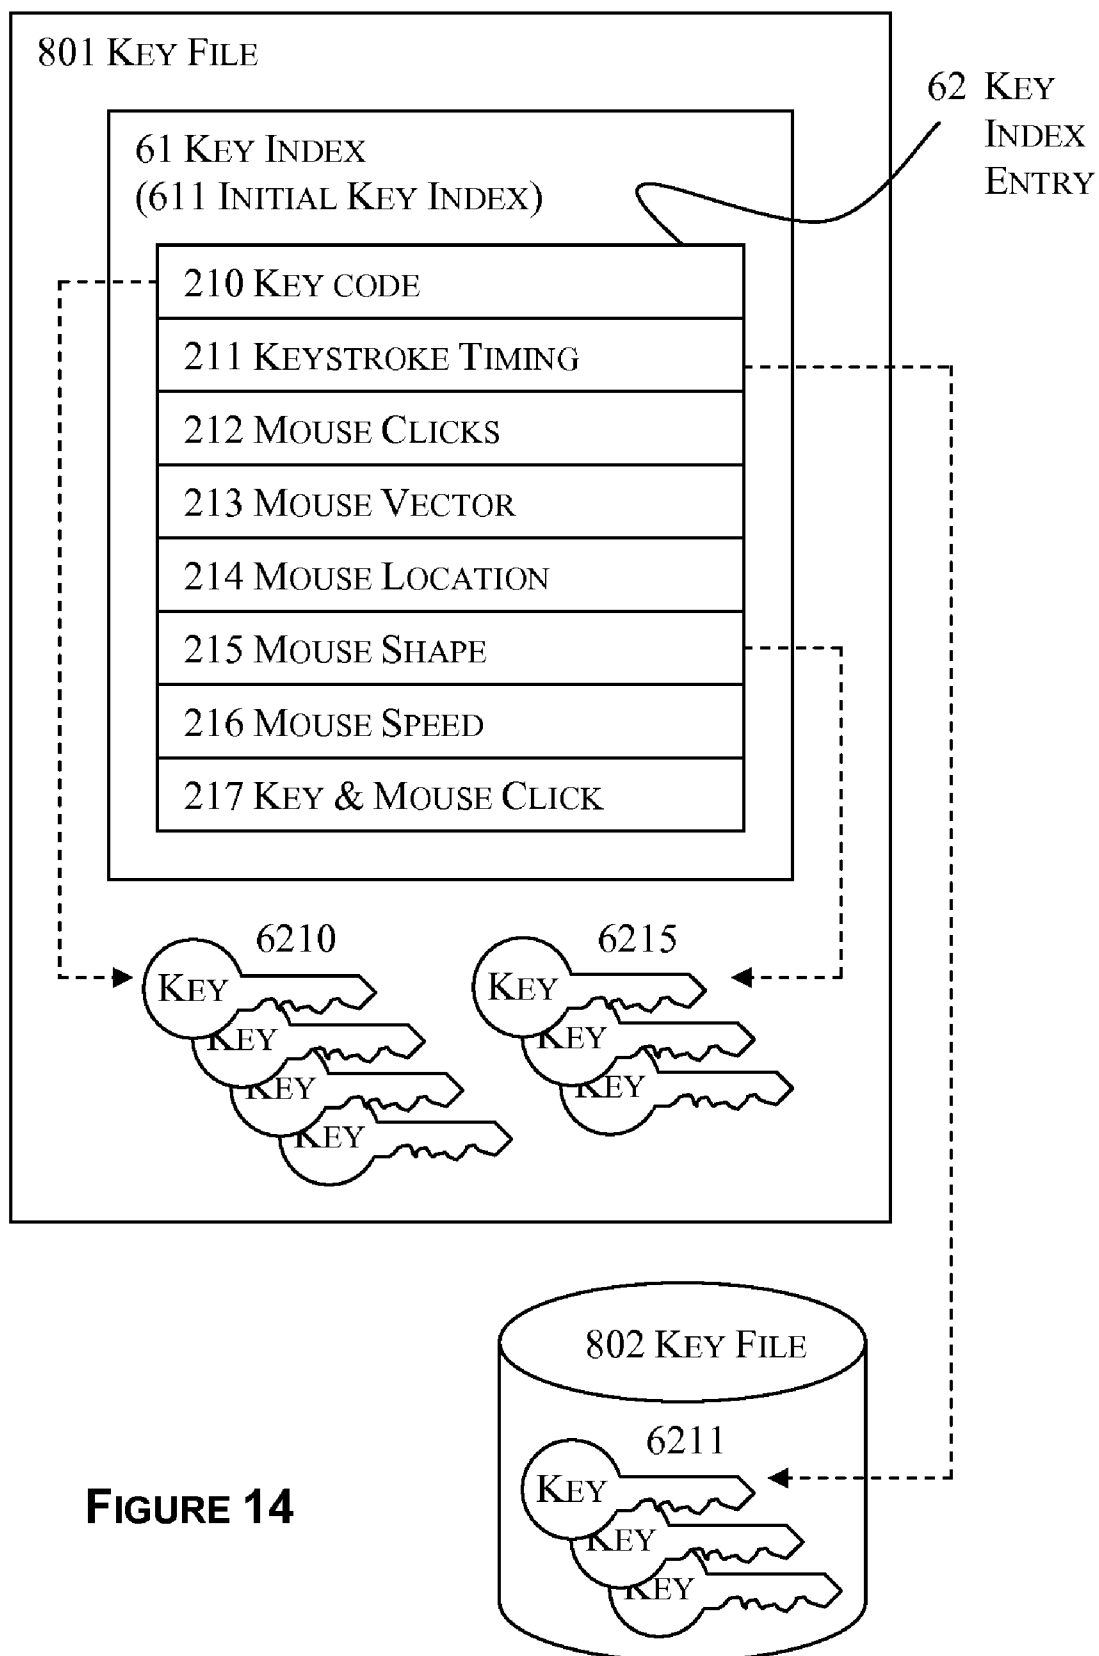 801 KEY FILE
62 KEY
INDEX
ENTRY
61 KEY INDEX
(611 INITIAL KEY INDEX)
210 KEY CODE
211 KEYSTROKE TIMING
212 MOUSE CLICKS
213 MOUSE VECTOR
214 MOUSE LOCATION
215 MOUSE SHAPE
216 MOUSE SPEED
217 KEY & MOUSE CLICK
6210
KEY
KEY
KEY
KEY
6215
KEY
KEY
KEY
802 KEY FILE
6211
KEY
KEY
KEY
FIGURE 14